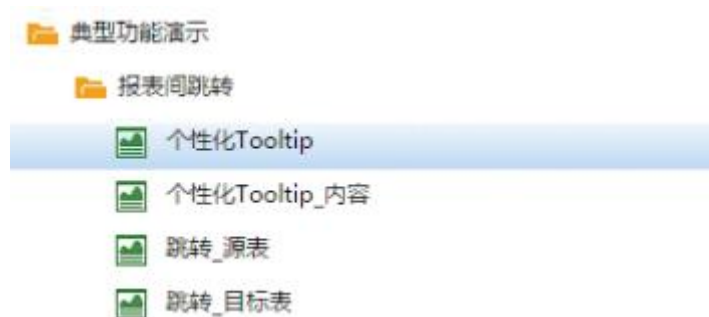 典型功能演示
报表间跳转
个性化Tooltip
个性化Tooltip_内容
跳转_源表
跳转_目标表